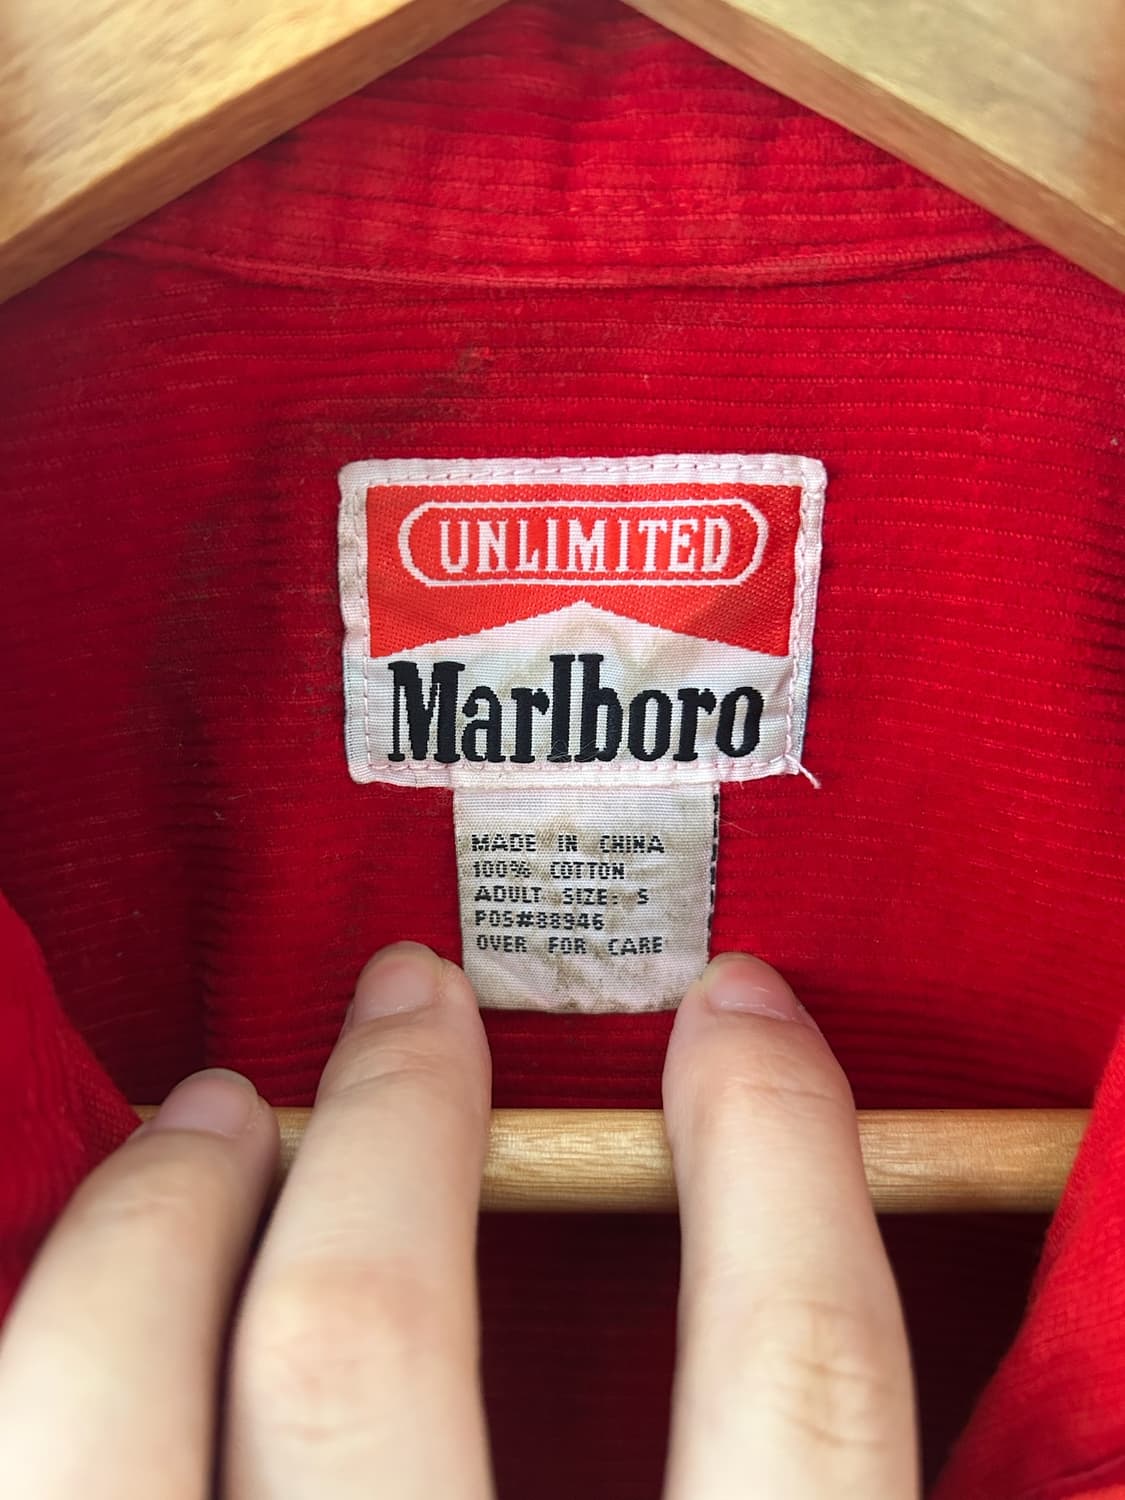 UNLIMITED
Marlboro
MADE IN CHINA
100% COTTON
ADULT SIZE: S
POS#88946
OVER FOR CARE